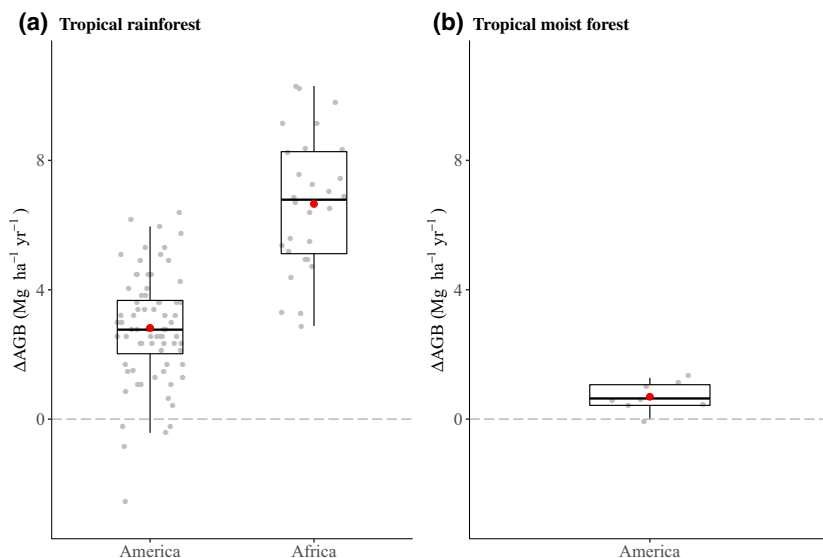 (a) Tropical rainforest
8
4
0
ΔAGB (Mg ha⁻¹ yr⁻¹)
America Africa
(b) Tropical moist forest
8
4
0
ΔAGB (Mg ha⁻¹ yr⁻¹)
America